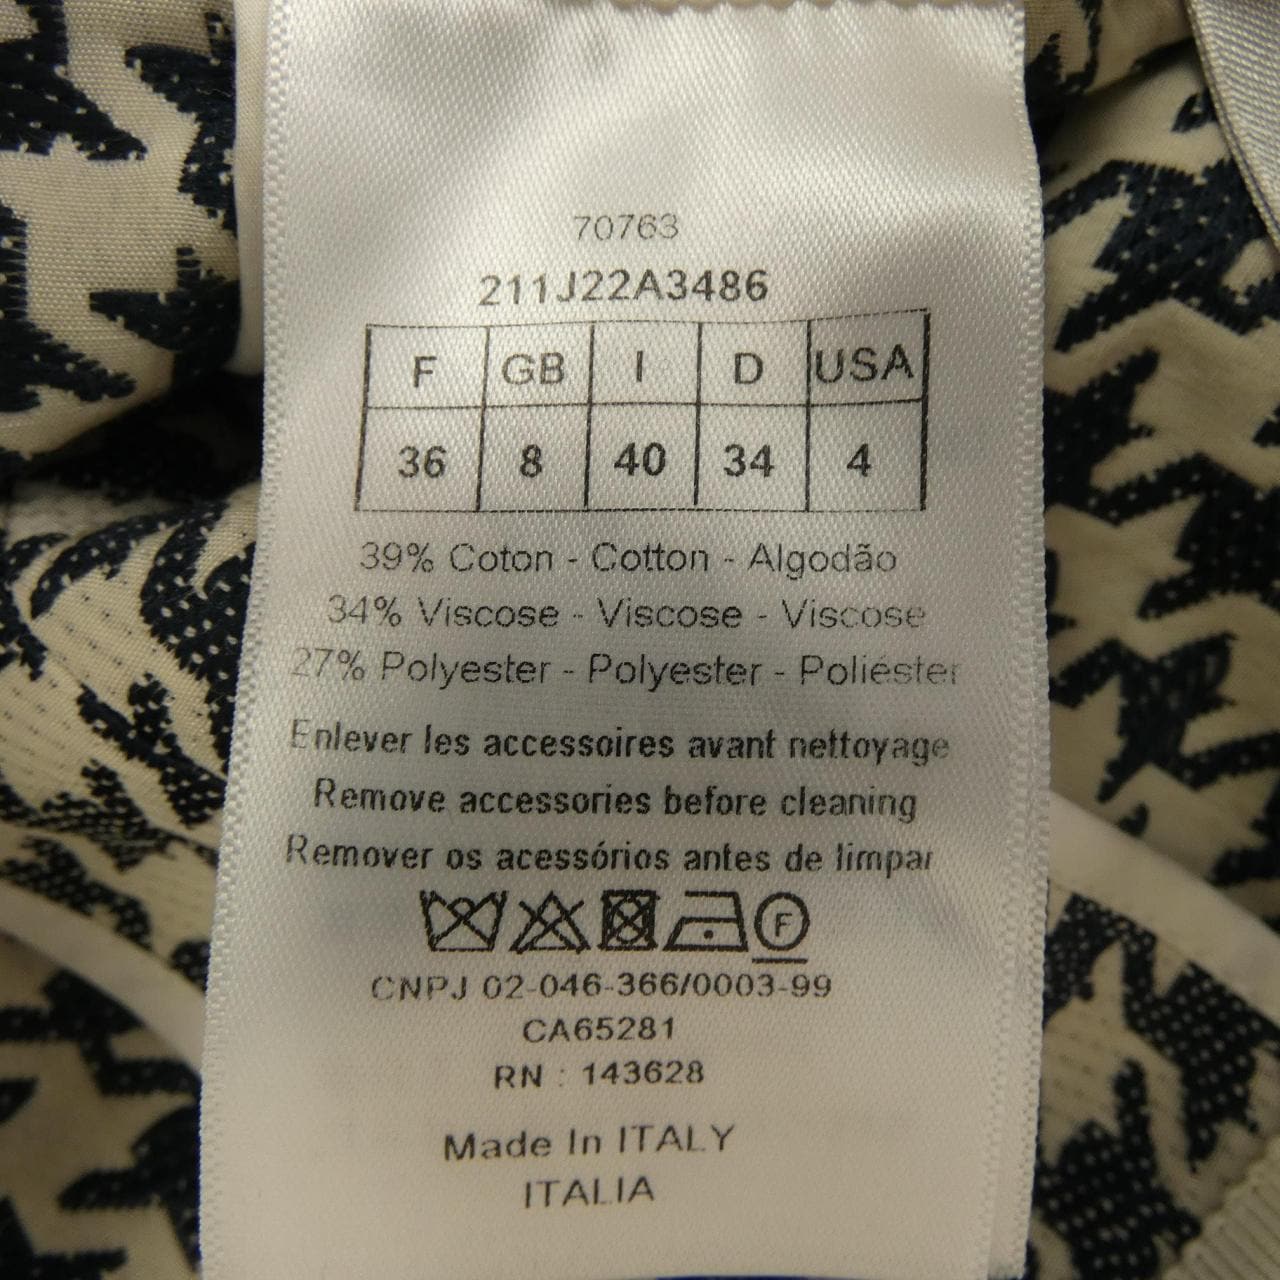 70763
211J22A3486
F GB I D USA
36 8 40 34 4
39% Coton - Cotton - Algodão
34% Viscose - Viscose - Viscose
27% Polyester - Polyester - Poliéster
Enlever les accessoires avant nettoyage
Remove accessories before cleaning
Remover os acessórios antes de limpar
F
CNPJ 02-046-366/0003-99
CA65281
RN : 143628
Made In ITALY
ITALIA